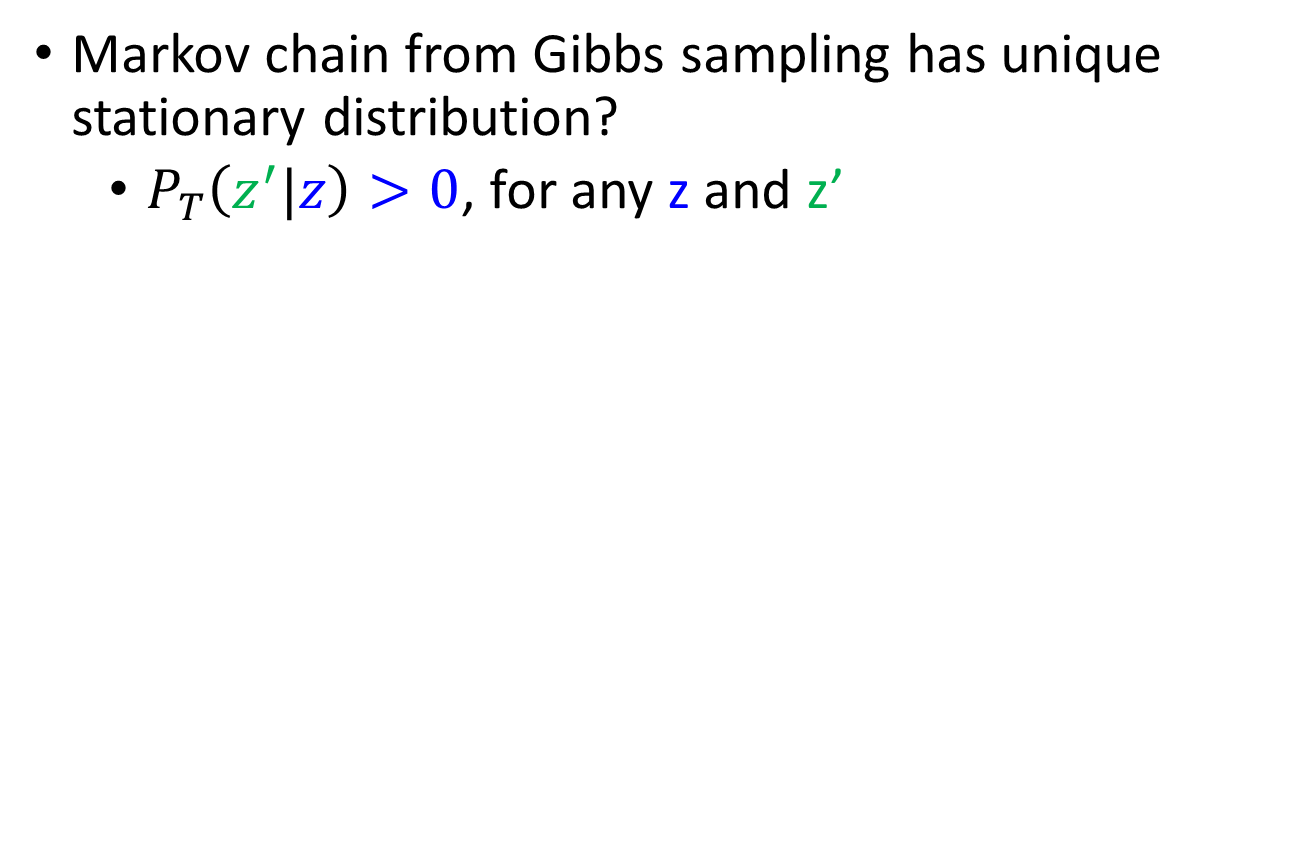 • Markov chain from Gibbs sampling has unique
stationary distribution?
• P_T(z′|z) > 0, for any z and z’